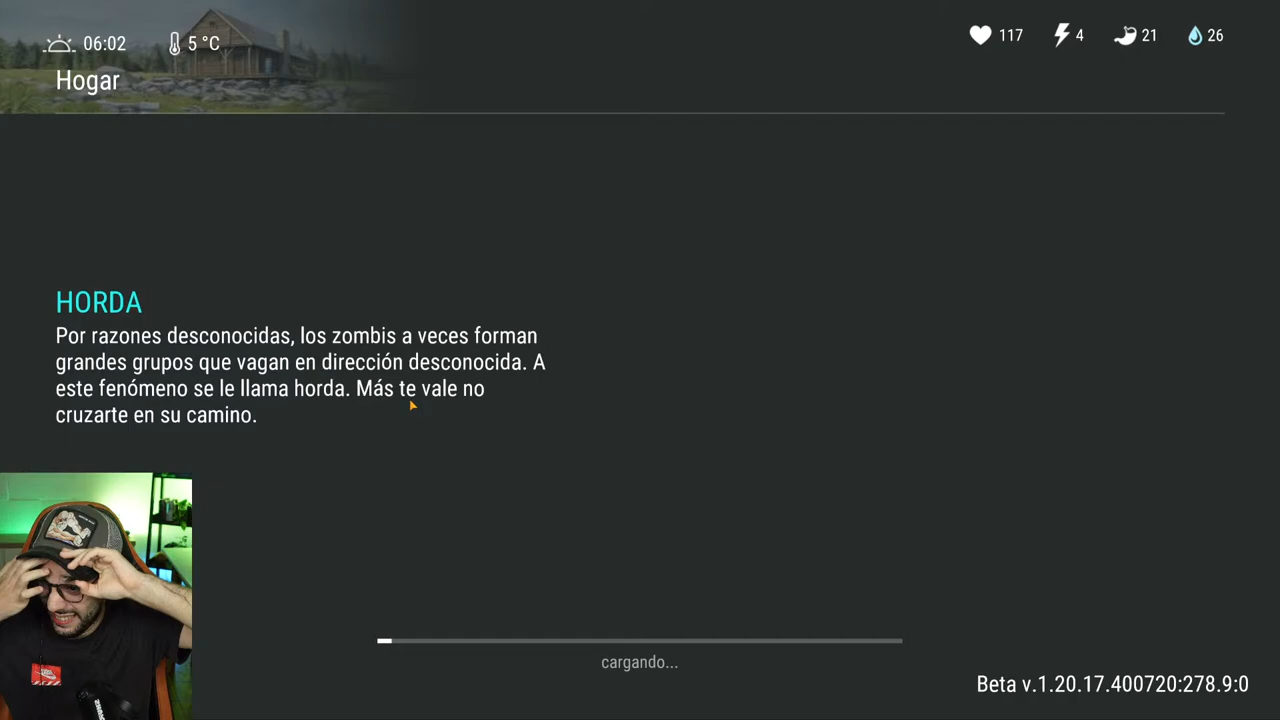 06:02 5 °C 117 4 21 26
Hogar
HORDA
Por razones desconocidas, los zombis a veces forman
grandes grupos que vagan en dirección desconocida. A
este fenómeno se le llama horda. Más te vale no
cruzarte en su camino.
cargando...
Beta v.1.20.17.400720:278.9:0